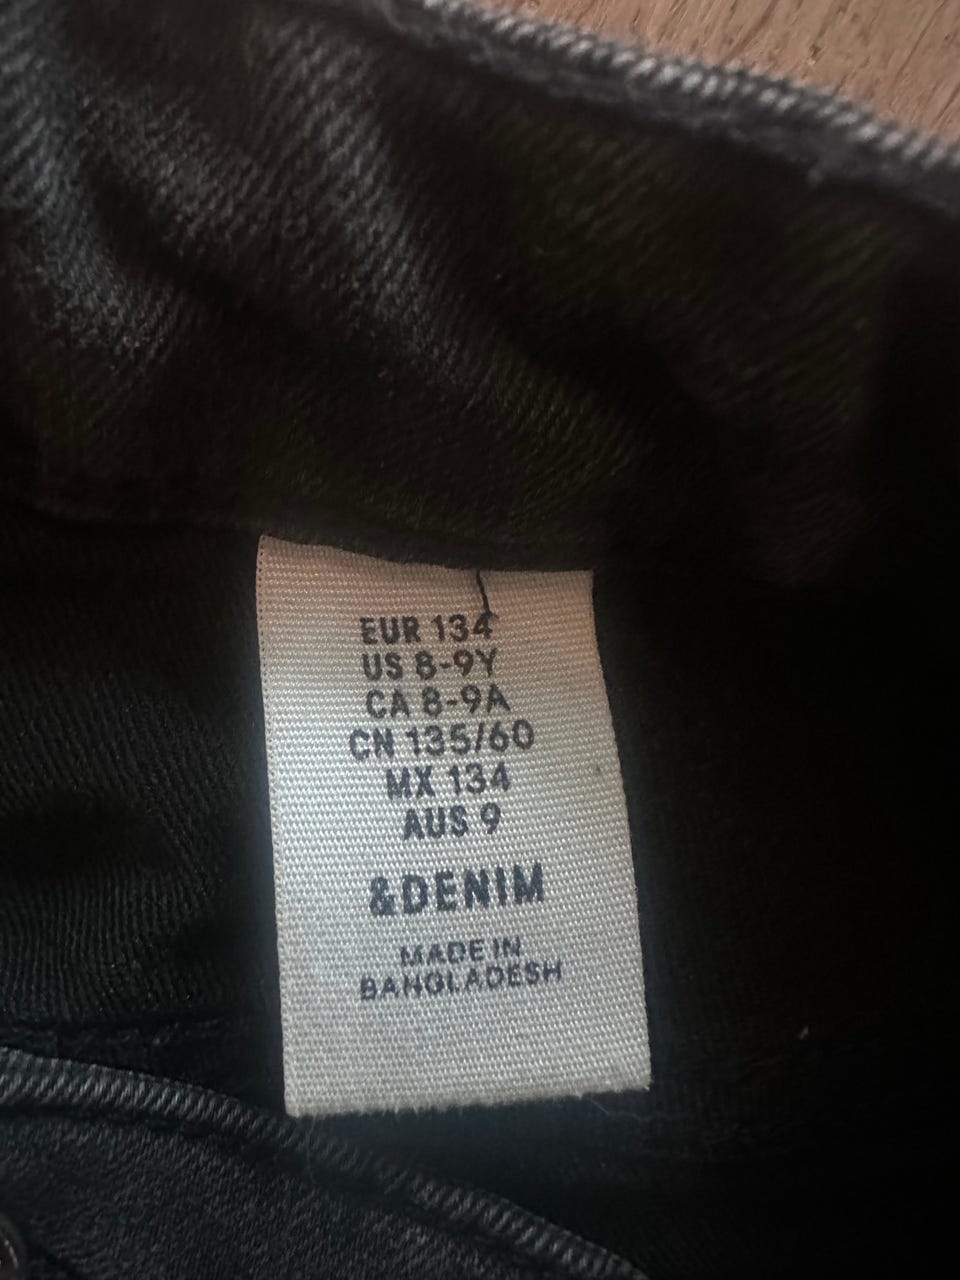 EUR 134
US 8-9Y
CA 8-9A
CN 135/60
MX 134
AUS 9
&DENIM
MADE IN
BANGLADESH